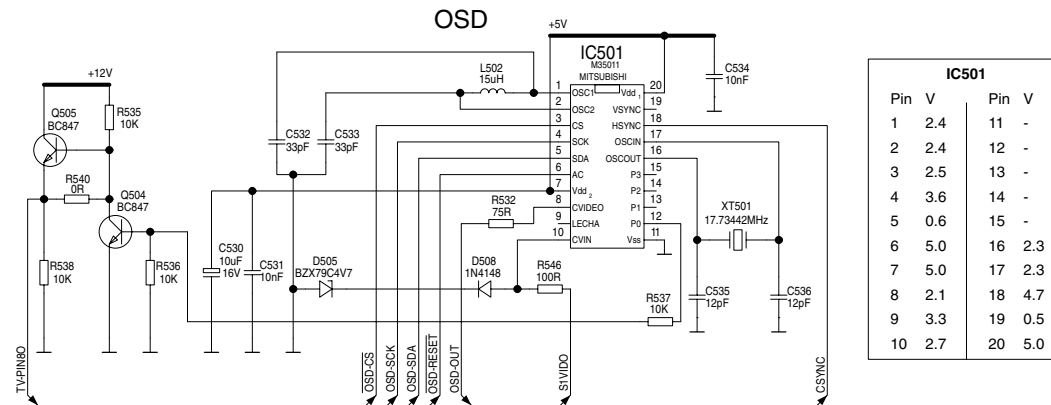 OSD
+5V
IC501
M35011
MITSUBISHI
L502
15uH
C534
10nF
+12V
Q505
BC847
R535
10K
C532
33pF
C533
33pF
1 OSC1
2 OSC2
3 CS
4 SCK
5 SDA
6 AC
7 Vdd 2
8 CVIDEO
9 LECHA
10 CVIN
Vdd 1 20
VSYNC 19
HSYNC 18
OSCIN 17
OSCOUT 16
P3 15
P2 14
P1 13
P0 12
Vss 11
R540
0R
Q504
BC847
R532
75R
XT501
17.73442MHz
R538
10K
R536
10K
C530
10uF
16V
C531
10nF
D505
BZX79C4V7
D508
1N4148
R546
100R
R537
10K
C535
12pF
C536
12pF
TV-PIN8O
OSD-CS
OSD-SCK
OSD-SDA
OSD-RESET
OSD-OUT
S1VIDO
CSYNC
IC501
Pin V Pin V
1 2.4 11 -
2 2.4 12 -
3 2.5 13 -
4 3.6 14 -
5 0.6 15 -
6 5.0 16 2.3
7 5.0 17 2.3
8 2.1 18 4.7
9 3.3 19 0.5
10 2.7 20 5.0